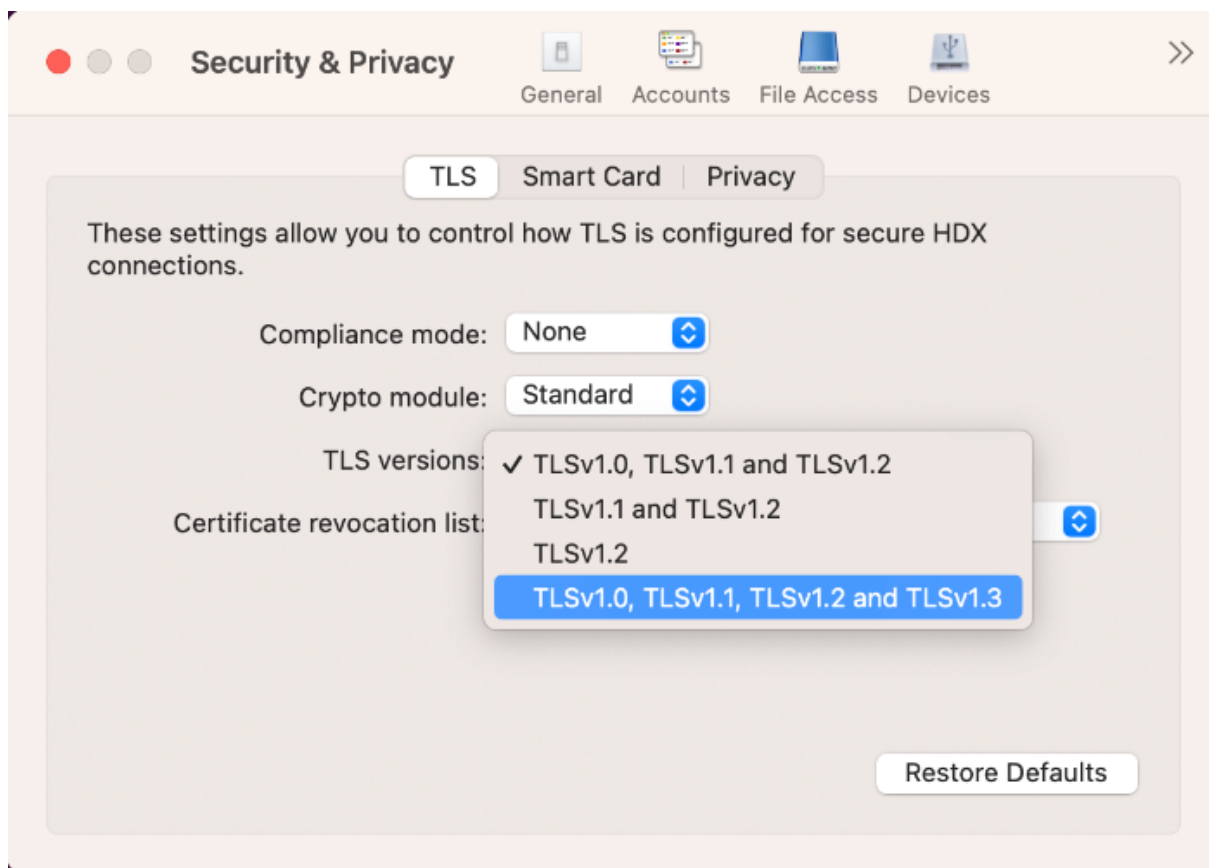 Security & Privacy
General
Accounts
File Access
Devices
TLS
Smart Card
Privacy
These settings allow you to control how TLS is configured for secure HDX
connections.
Compliance mode:
None
Crypto module:
Standard
TLS versions:
TLSv1.0, TLSv1.1 and TLSv1.2
TLSv1.1 and TLSv1.2
TLSv1.2
TLSv1.0, TLSv1.1, TLSv1.2 and TLSv1.3
Certificate revocation list:
Restore Defaults